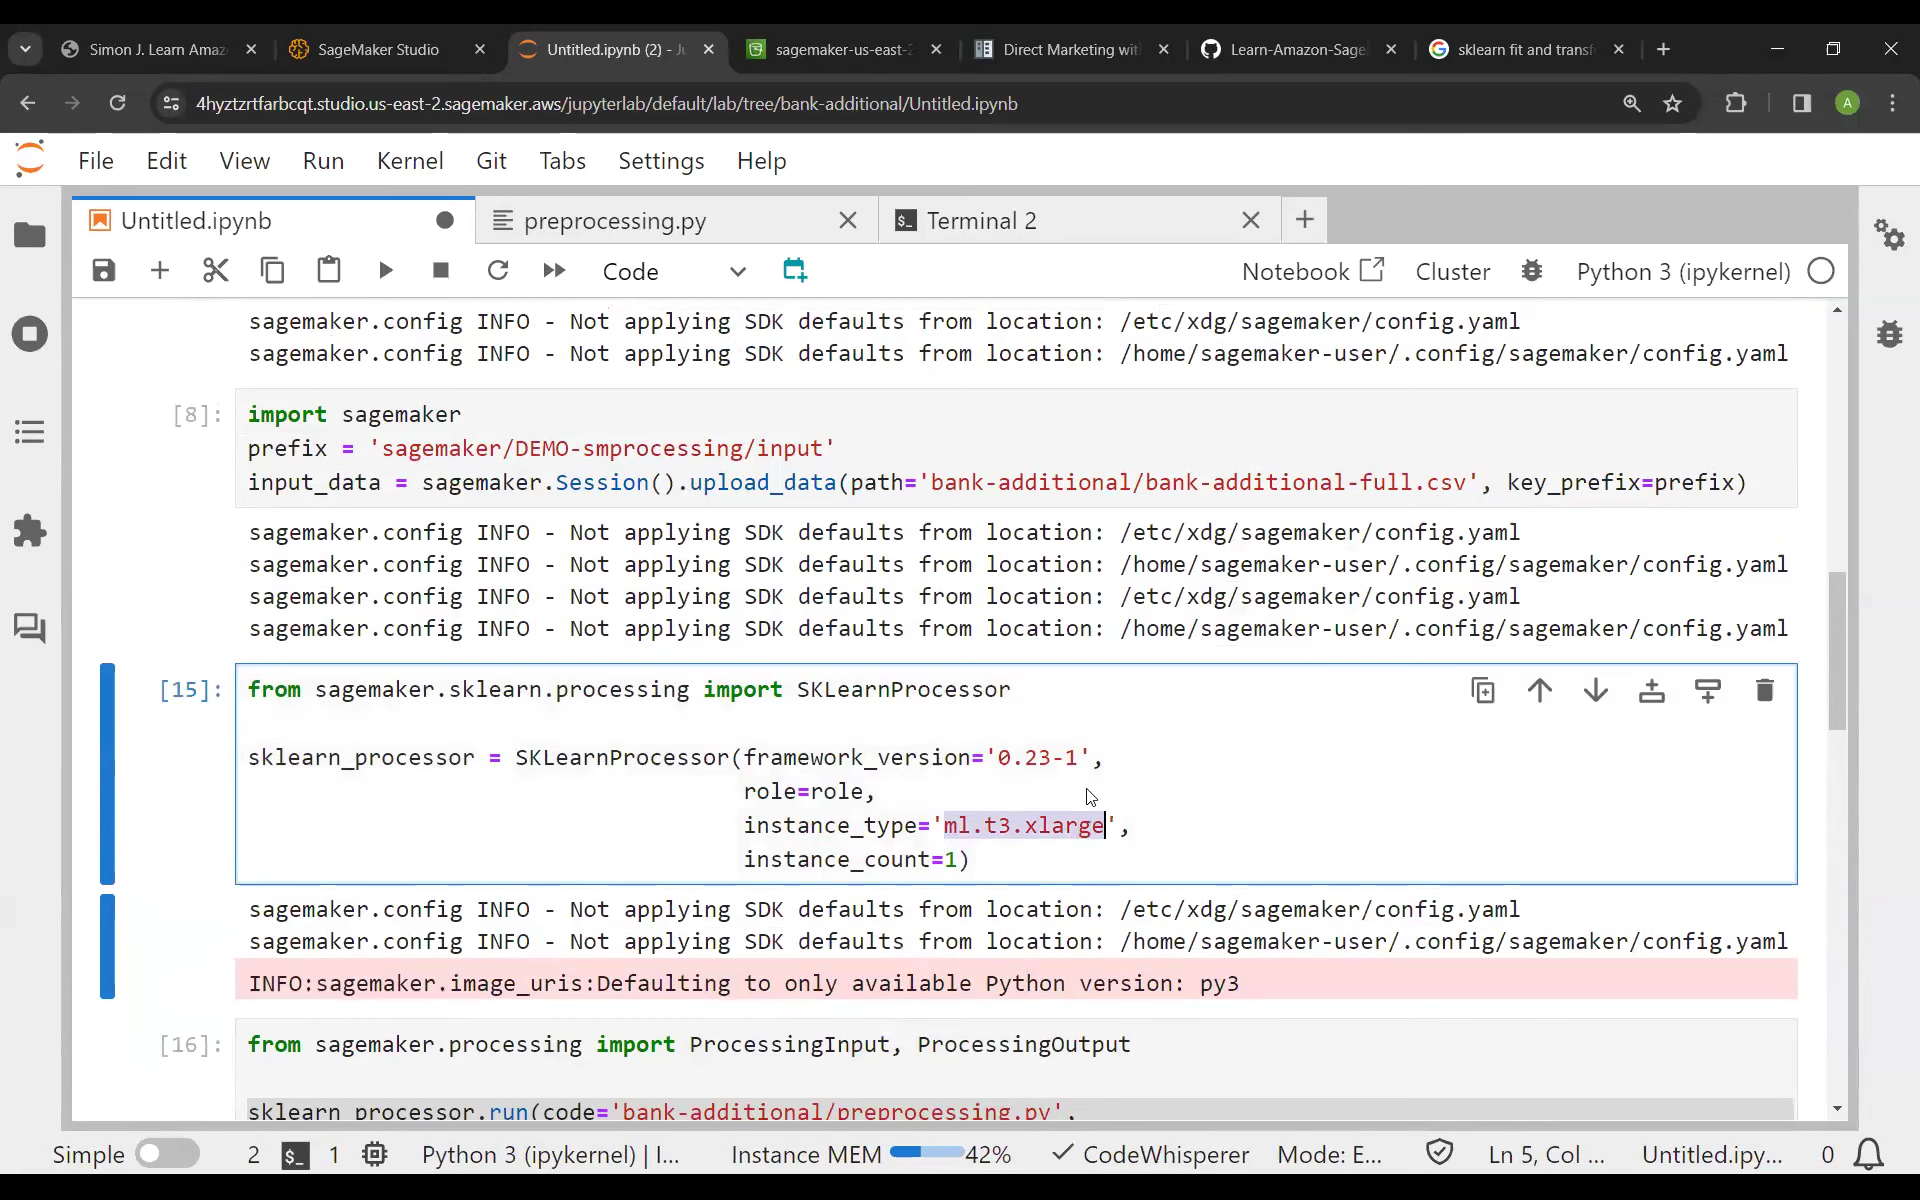 Simon J. Learn Amaz
SageMaker Studio
Untitled.ipynb (2) - Ju
sagemaker-us-east-2
Direct Marketing with
Learn-Amazon-Sage
sklearn fit and transf
4hyztzrtfarbcqt.studio.us-east-2.sagemaker.aws/jupyterlab/default/lab/tree/bank-additional/Untitled.ipynb
A
File Edit View Run Kernel Git Tabs Settings Help
Untitled.ipynb
preprocessing.py
Terminal 2
Code
Notebook
Cluster
Python 3 (ipykernel)
sagemaker.config INFO - Not applying SDK defaults from location: /etc/xdg/sagemaker/config.yaml
sagemaker.config INFO - Not applying SDK defaults from location: /home/sagemaker-user/.config/sagemaker/config.yaml
[8]: import sagemaker
prefix = 'sagemaker/DEMO-smprocessing/input'
input_data = sagemaker.Session().upload_data(path='bank-additional/bank-additional-full.csv', key_prefix=prefix)
sagemaker.config INFO - Not applying SDK defaults from location: /etc/xdg/sagemaker/config.yaml
sagemaker.config INFO - Not applying SDK defaults from location: /home/sagemaker-user/.config/sagemaker/config.yaml
sagemaker.config INFO - Not applying SDK defaults from location: /etc/xdg/sagemaker/config.yaml
sagemaker.config INFO - Not applying SDK defaults from location: /home/sagemaker-user/.config/sagemaker/config.yaml
[15]: from sagemaker.sklearn.processing import SKLearnProcessor
sklearn_processor = SKLearnProcessor(framework_version='0.23-1',
role=role,
instance_type='ml.t3.xlarge',
instance_count=1)
sagemaker.config INFO - Not applying SDK defaults from location: /etc/xdg/sagemaker/config.yaml
sagemaker.config INFO - Not applying SDK defaults from location: /home/sagemaker-user/.config/sagemaker/config.yaml
INFO:sagemaker.image_uris:Defaulting to only available Python version: py3
[16]: from sagemaker.processing import ProcessingInput, ProcessingOutput
sklearn_processor.run(code='bank-additional/preprocessing.py',
Simple 2 1 Python 3 (ipykernel) | I... Instance MEM 42% CodeWhisperer Mode: E... Ln 5, Col ... Untitled.ipy... 0